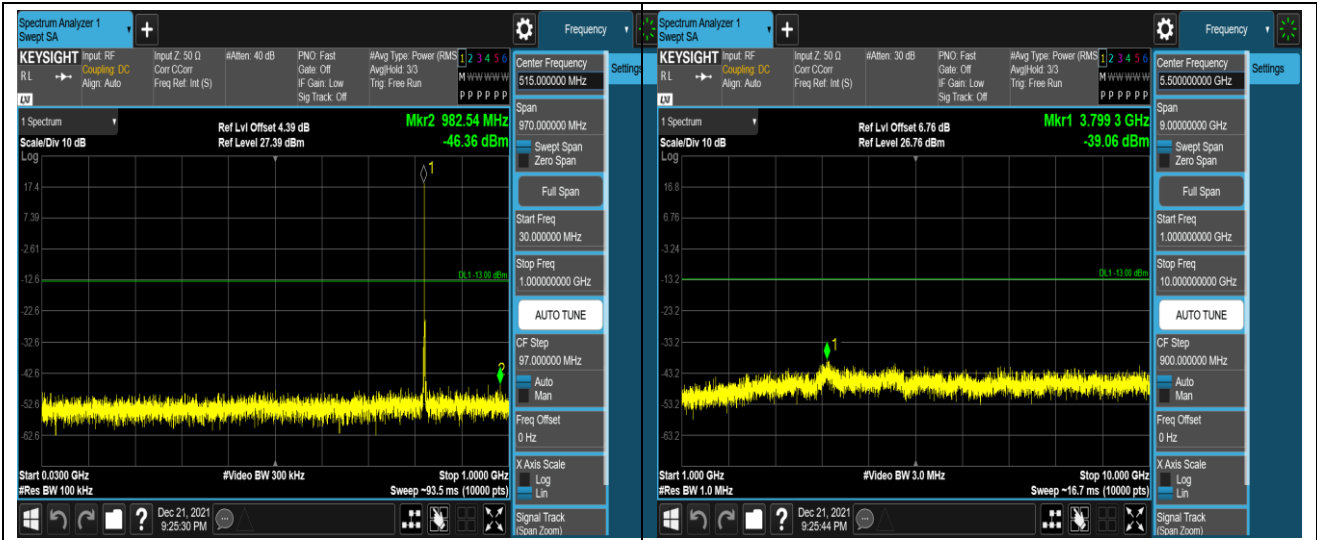 Spectrum Analyzer 1
Swept SA
+
Frequency
KEYSIGHT
RL
LXI
Input: RF
Coupling: DC
Align: Auto
Input Z: 50 Ω
Corr CCorr
Freq Ref: Int (S)
#Atten: 40 dB
PNO: Fast
Gate: Off
IF Gain: Low
Sig Track: Off
#Avg Type: Power (RMS
Avg|Hold: 3/3
Trig: Free Run
1 2 3 4 5 6
M W W W W W
P P P P P P
Center Frequency
515.000000 MHz
Settings
Span
970.000000 MHz
Swept Span
Zero Span
Full Span
Start Freq
30.000000 MHz
Stop Freq
1.000000000 GHz
AUTO TUNE
CF Step
97.000000 MHz
Auto
Man
Freq Offset
0 Hz
X Axis Scale
Log
Lin
Signal Track
(Span Zoom)
1 Spectrum
Scale/Div 10 dB
Log
Ref Lvl Offset 4.39 dB
Ref Level 27.39 dBm
Mkr2 982.54 MHz
-46.36 dBm
1
17.4
7.39
-2.61
-12.6
DL1 -13.00 dBm
-22.6
-32.6
-42.6
2
-52.6
-62.6
Start 0.0300 GHz
#Res BW 100 kHz
#Video BW 300 kHz
Stop 1.0000 GHz
Sweep ~93.5 ms (10000 pts)
?
Dec 21, 2021
9:25:30 PM
Spectrum Analyzer 1
Swept SA
+
Frequency
KEYSIGHT
RL
LXI
Input: RF
Coupling: DC
Align: Auto
Input Z: 50 Ω
Corr CCorr
Freq Ref: Int (S)
#Atten: 30 dB
PNO: Fast
Gate: Off
IF Gain: Low
Sig Track: Off
#Avg Type: Power (RMS
Avg|Hold: 3/3
Trig: Free Run
1 2 3 4 5 6
M W W W W W
P P P P P P
Center Frequency
5.500000000 GHz
Settings
Span
9.00000000 GHz
Swept Span
Zero Span
Full Span
Start Freq
1.000000000 GHz
Stop Freq
10.000000000 GHz
AUTO TUNE
CF Step
900.000000 MHz
Auto
Man
Freq Offset
0 Hz
X Axis Scale
Log
Lin
Signal Track
(Span Zoom)
1 Spectrum
Scale/Div 10 dB
Log
Ref Lvl Offset 6.76 dB
Ref Level 26.76 dBm
Mkr1 3.799 3 GHz
-39.06 dBm
16.8
6.76
-3.24
-13.2
DL1 -13.00 dBm
-23.2
-33.2
1
-43.2
-53.2
-63.2
Start 1.000 GHz
#Res BW 1.0 MHz
#Video BW 3.0 MHz
Stop 10.000 GHz
Sweep ~16.7 ms (10000 pts)
?
Dec 21, 2021
9:25:44 PM